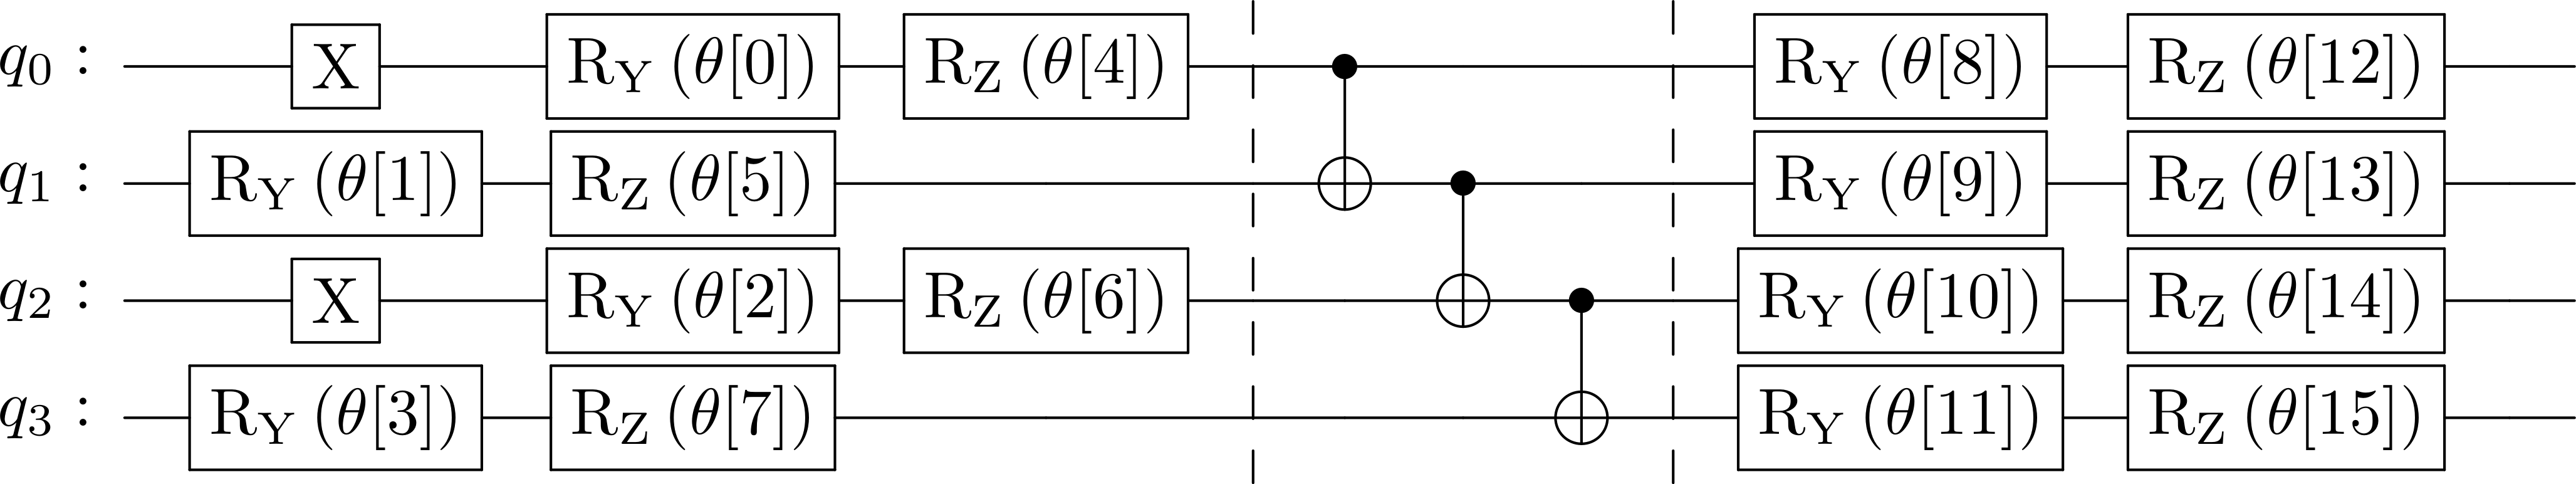 q0 : X RY (θ[0]) RZ (θ[4]) RY (θ[8]) RZ (θ[12])
q1 : RY (θ[1]) RZ (θ[5]) RY (θ[9]) RZ (θ[13])
q2 : X RY (θ[2]) RZ (θ[6]) RY (θ[10]) RZ (θ[14])
q3 : RY (θ[3]) RZ (θ[7]) RY (θ[11]) RZ (θ[15])